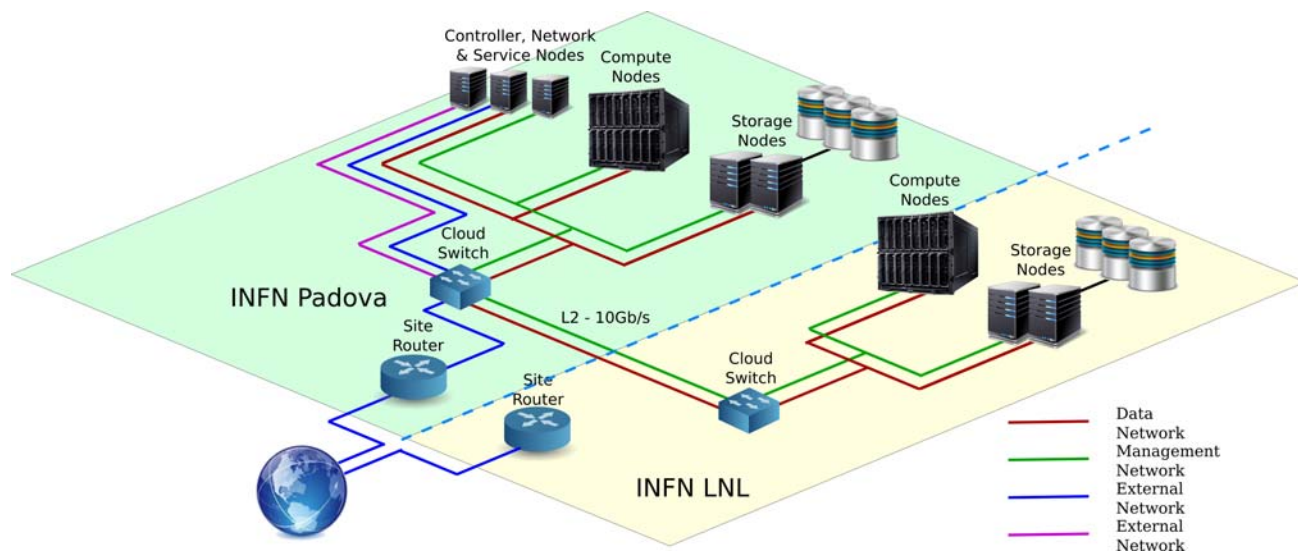 Controller, Network
& Service Nodes
Compute
Nodes
Storage
Nodes
Compute
Nodes
Cloud
Switch
Storage
Nodes
INFN Padova
L2 - 10Gb/s
Site
Router
Cloud
Switch
Site
Router
INFN LNL
Data
Network
Management
Network
External
Network
External
Network